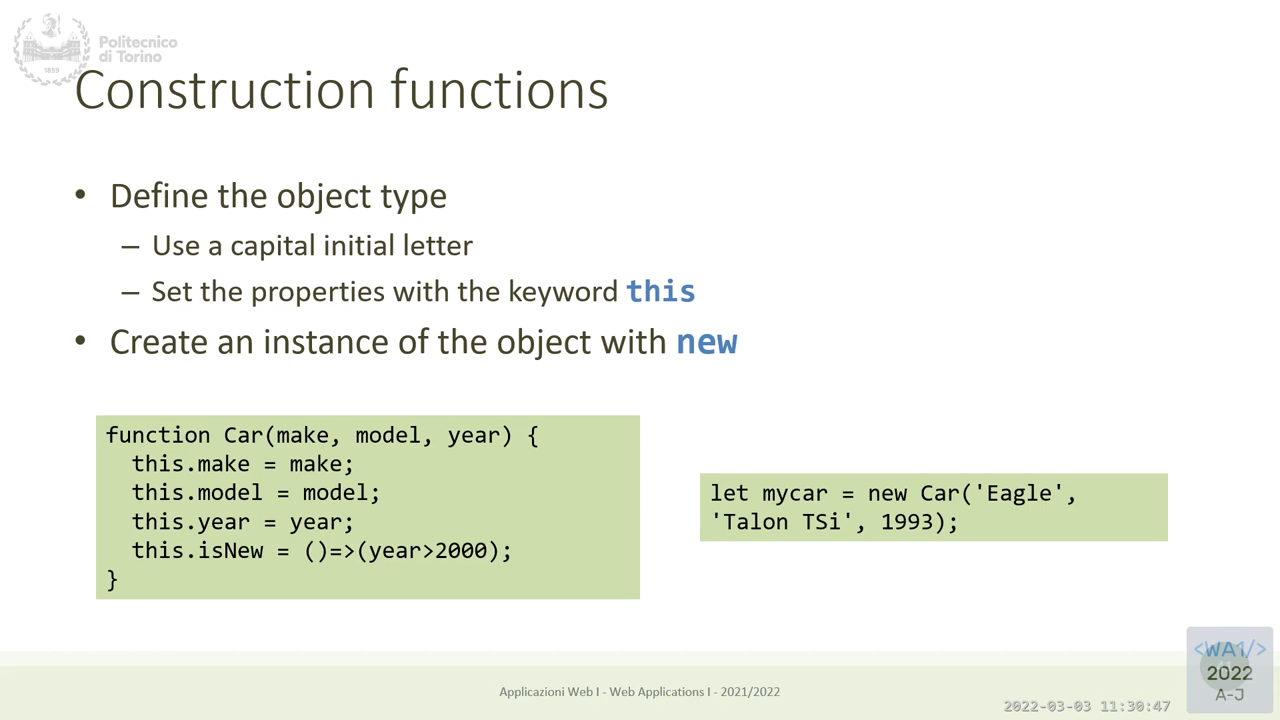 Politecnico
di Torino
1859
Construction functions
• Define the object type
– Use a capital initial letter
– Set the properties with the keyword this
• Create an instance of the object with new
function Car(make, model, year) {
this.make = make;
this.model = model;
this.year = year;
this.isNew = ()=>(year>2000);
}
let mycar = new Car('Eagle',
'Talon TSi', 1993);
<WA1/>
2022
A-J
Applicazioni Web I - Web Applications I - 2021/2022
2022-03-03 11:30:47